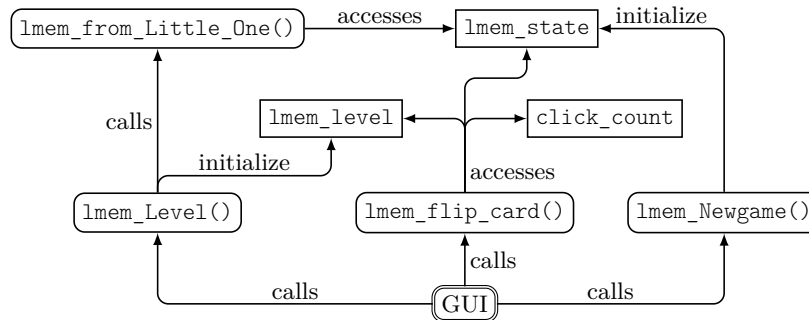 accesses
initialize
lmem_from_Little_One()
lmem_state
calls
lmem_level
click_count
initialize
accesses
lmem_Level()
lmem_flip_card()
lmem_Newgame()
calls
calls
GUI
calls